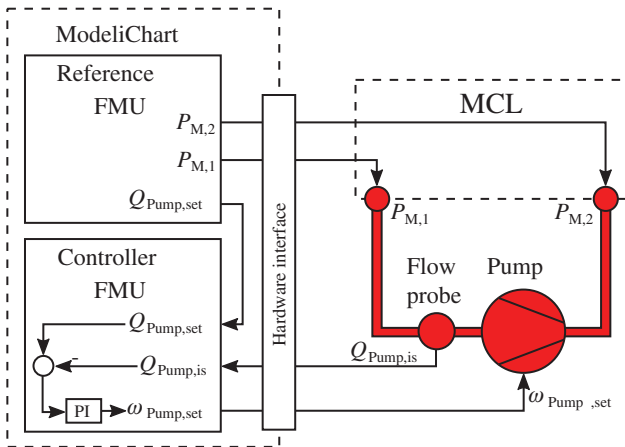 ModeliChart
Reference
FMU
P_M,2
P_M,1
Q_Pump,set
Controller
FMU
Q_Pump,set
-
Q_Pump,is
PI
ω_Pump,set
Hardware interface
MCL
P_M,1
P_M,2
Flow
probe
Pump
Q_Pump,is
ω_Pump ,set